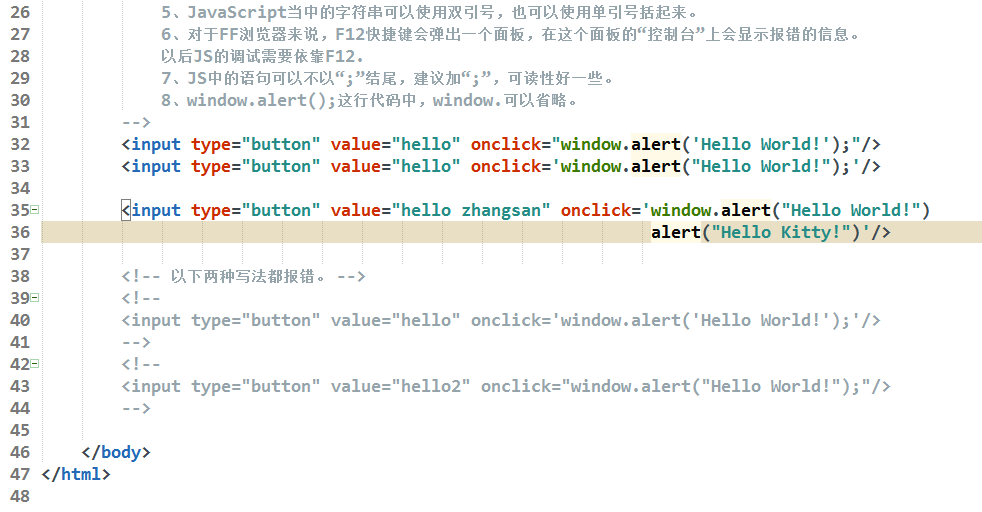 26 5、JavaScript当中的字符串可以使用双引号，也可以使用单引号括起来。
27 6、对于FF浏览器来说，F12快捷键会弹出一个面板，在这个面板的“控制台”上会显示报错的信息。
28 以后JS的调试需要依靠F12.
29 7、JS中的语句可以不以“;”结尾，建议加“;”，可读性好一些。
30 8、window.alert();这行代码中，window.可以省略。
31 -->
32 <input type="button" value="hello" onclick="window.alert('Hello World!');"/>
33 <input type="button" value="hello" onclick='window.alert("Hello World!");'/>
34
35 <input type="button" value="hello zhangsan" onclick='window.alert("Hello World!")
36 alert("Hello Kitty!")'/>
37
38 <!-- 以下两种写法都报错。 -->
39 <!--
40 <input type="button" value="hello" onclick='window.alert('Hello World!');'/>
41 -->
42 <!--
43 <input type="button" value="hello2" onclick="window.alert("Hello World!");"/>
44 -->
45
46 </body>
47 </html>
48